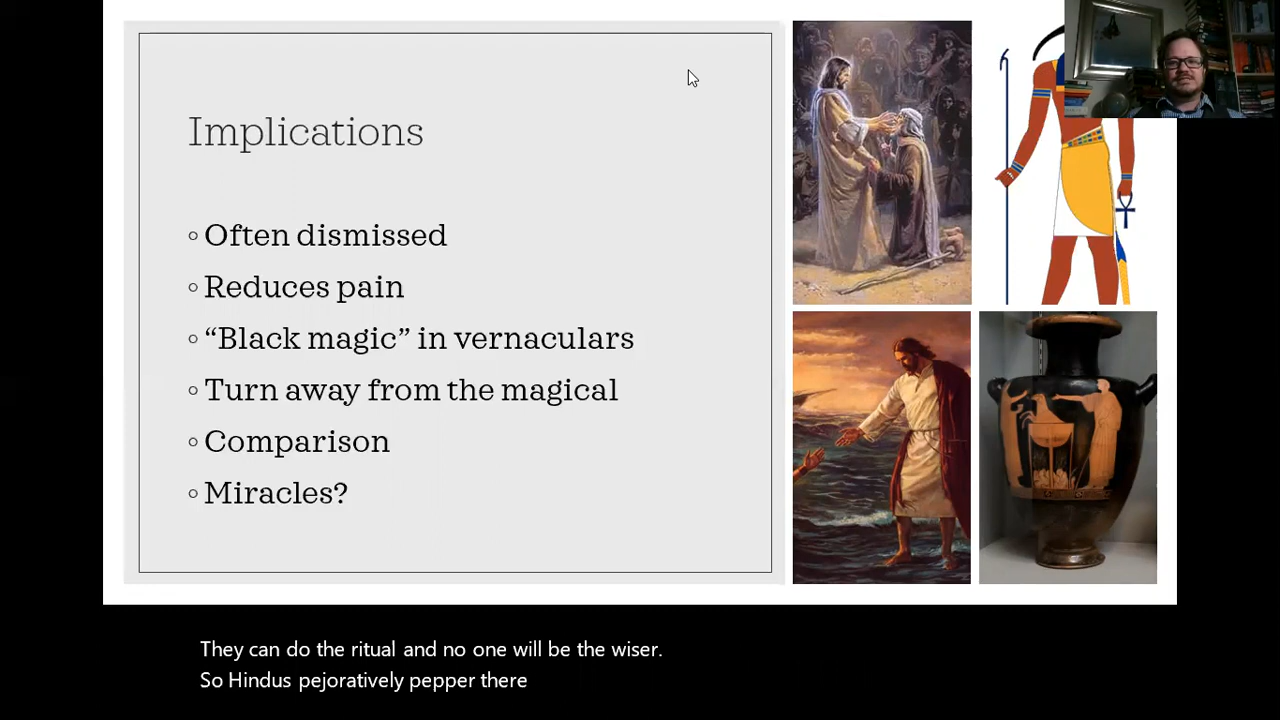 Implications
◦ Often dismissed
◦ Reduces pain
◦ “Black magic” in vernaculars
◦ Turn away from the magical
◦ Comparison
◦ Miracles?
They can do the ritual and no one will be the wiser.
So Hindus pejoratively pepper there